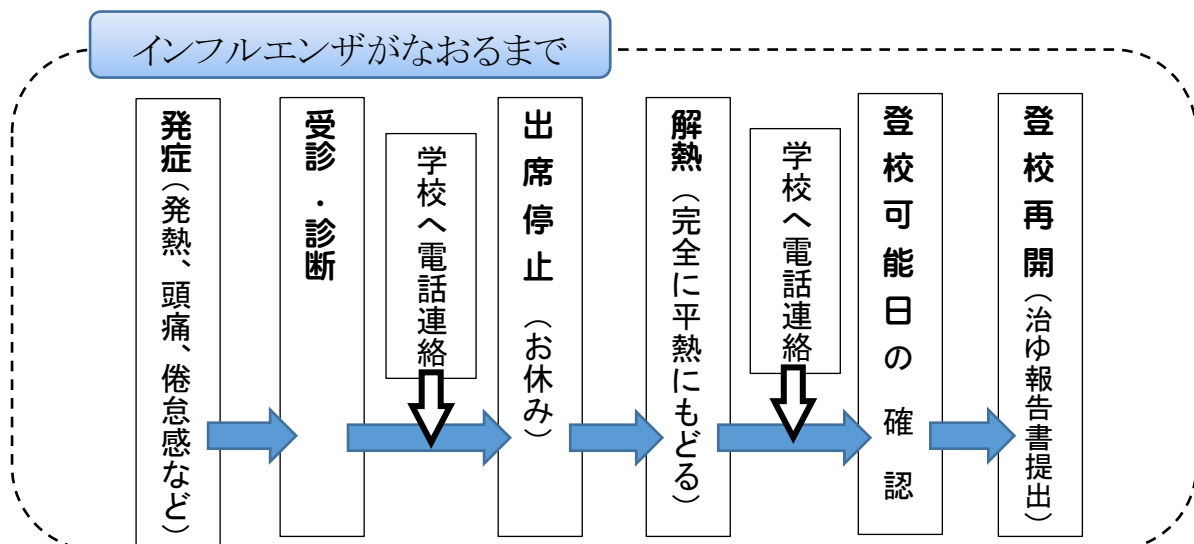 インフルエンザがなおるまで
発症(発熱、頭痛、倦怠感など)
受診・診断
学校へ電話連絡
出席停止(お休み)
解熱(完全に平熱にもどる)
学校へ電話連絡
登校可能日の確認
登校再開(治ゆ報告書提出)